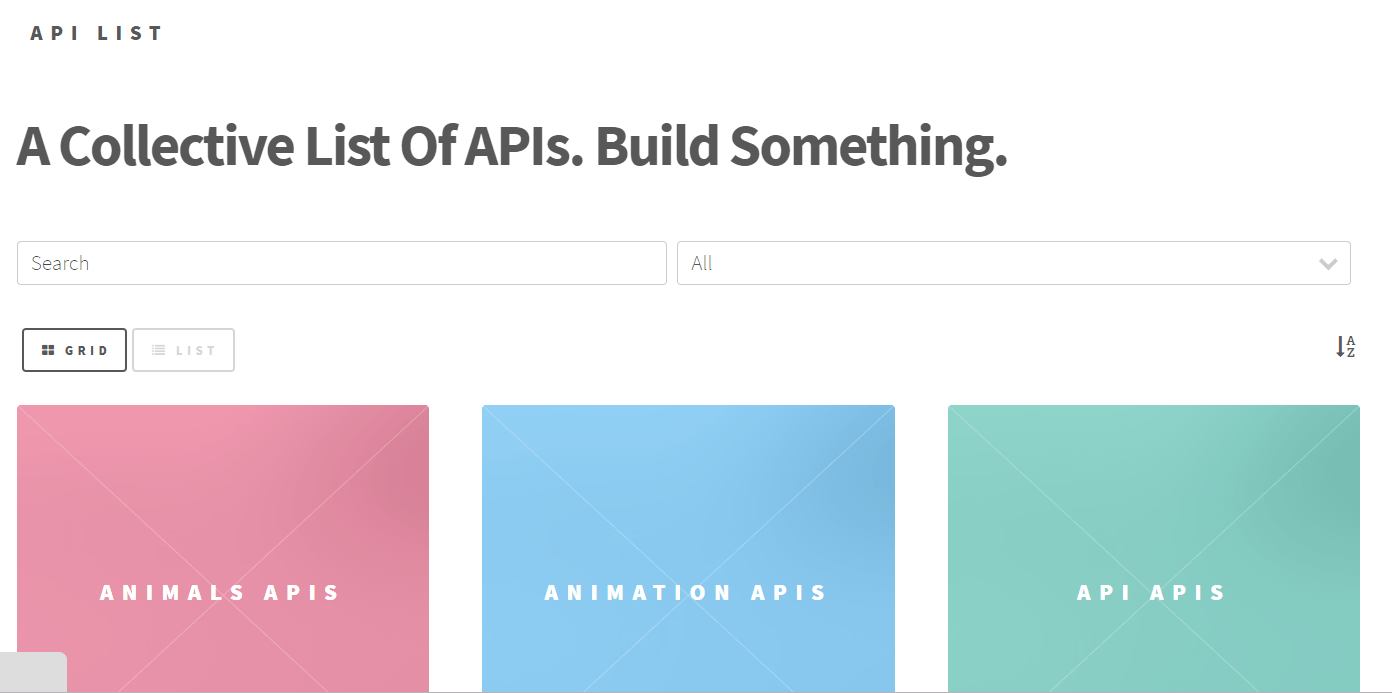 API LIST
A Collective List Of APIs. Build Something.
Search
All
GRID
LIST
A
Z
ANIMALS APIS
ANIMATION APIS
API APIS